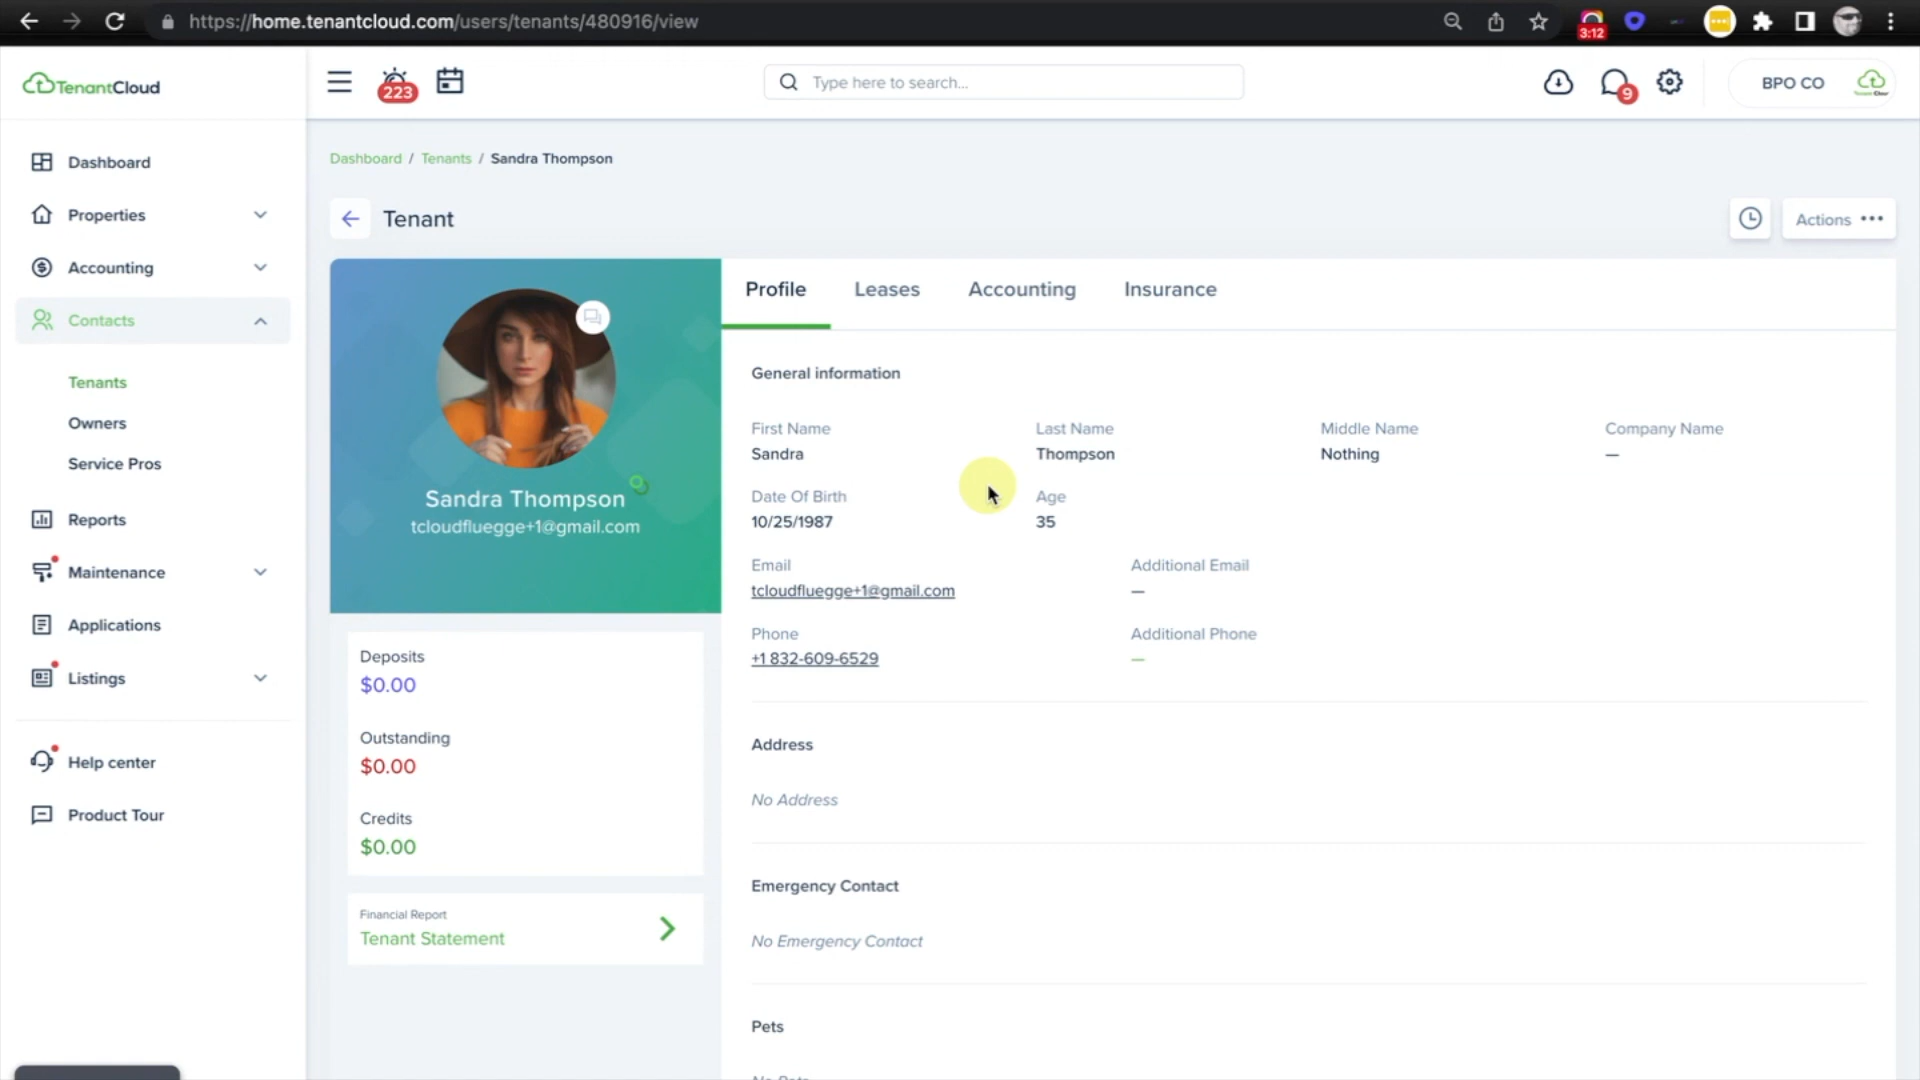 https://home.tenantcloud.com/users/tenants/480916/view
3:12
TenantCloud
223
Type here to search...
9
BPO CO
Dashboard
Properties
Accounting
Contacts
Tenants
Owners
Service Pros
Reports
Maintenance
Applications
Listings
Help center
Product Tour
Dashboard / Tenants / Sandra Thompson
Tenant
Actions
Sandra Thompson
tcloudfluegge+1@gmail.com
Deposits
$0.00
Outstanding
$0.00
Credits
$0.00
Financial Report
Tenant Statement
Profile Leases Accounting Insurance
General information
First Name Last Name Middle Name Company Name
Sandra Thompson Nothing —
Date Of Birth Age
10/25/1987 35
Email Additional Email
tcloudfluegge+1@gmail.com —
Phone Additional Phone
+1 832-609-6529 —
Address
No Address
Emergency Contact
No Emergency Contact
Pets